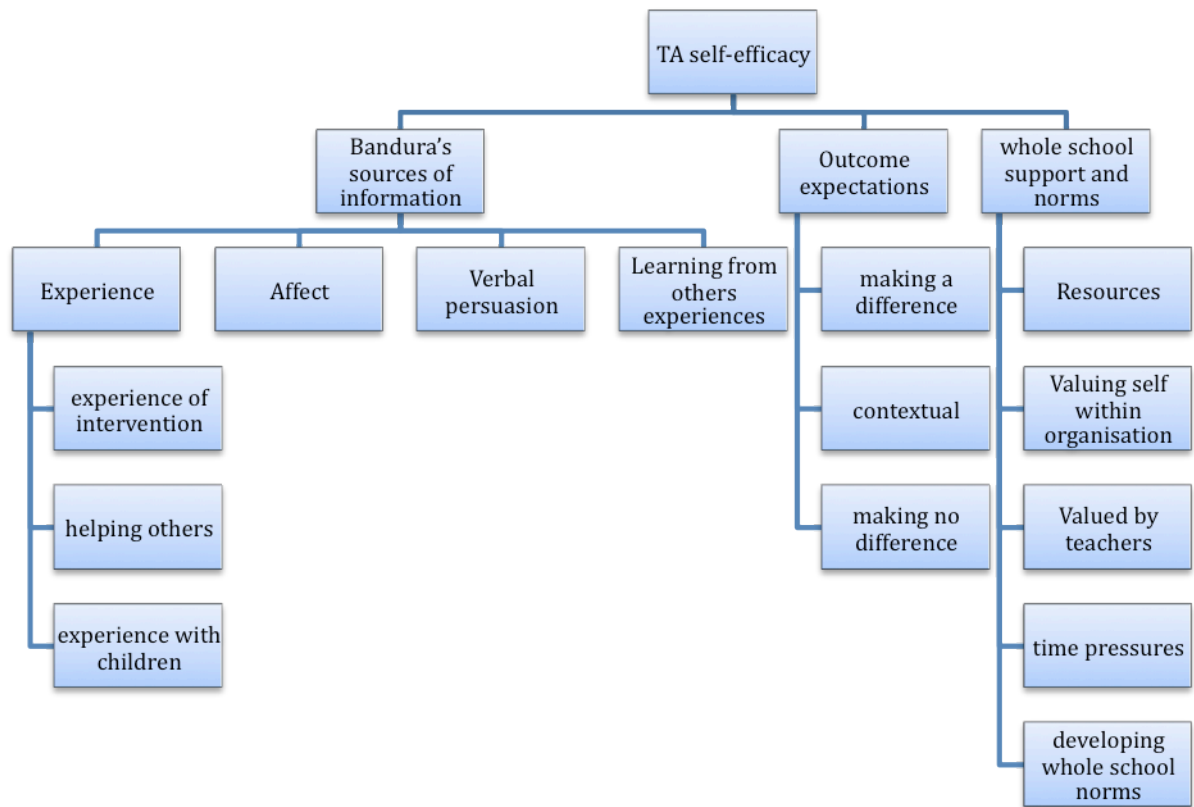 TA self-efficacy
Bandura's
sources of
information
Outcome
expectations
whole school
support and
norms
Experience
Affect
Verbal
persuasion
Learning from
others
experiences
making a
difference
Resources
experience of
intervention
contextual
Valuing self
within
organisation
helping others
making no
difference
Valued by
teachers
experience with
children
time pressures
developing
whole school
norms